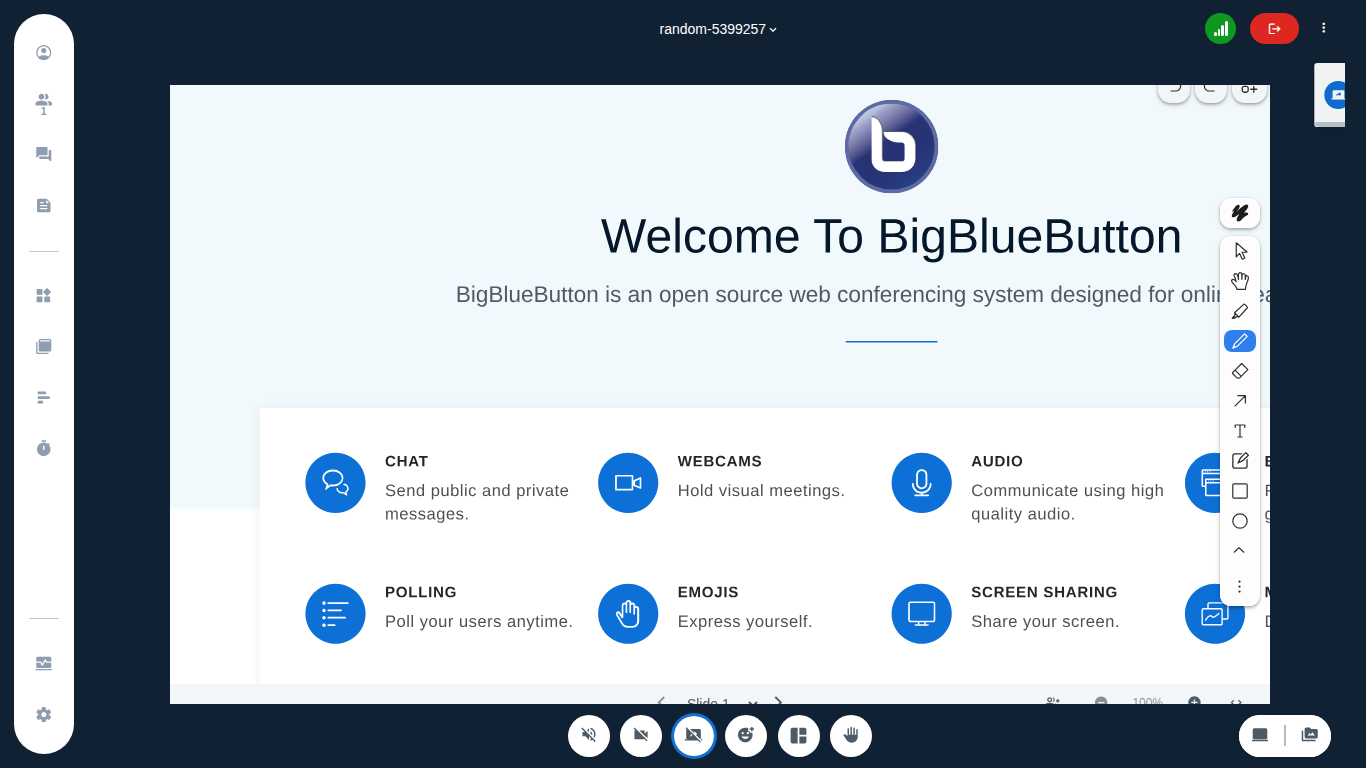 random-5399257
1
Welcome To BigBlueButton
BigBlueButton is an open source web conferencing system designed for
CHAT
Send public and private
messages.
WEBCAMS
Hold visual meetings.
AUDIO
Communicate using high
quality audio.
POLLING
Poll your users anytime.
EMOJIS
Express yourself.
SCREEN SHARING
Share your screen.
Slide 1
100%